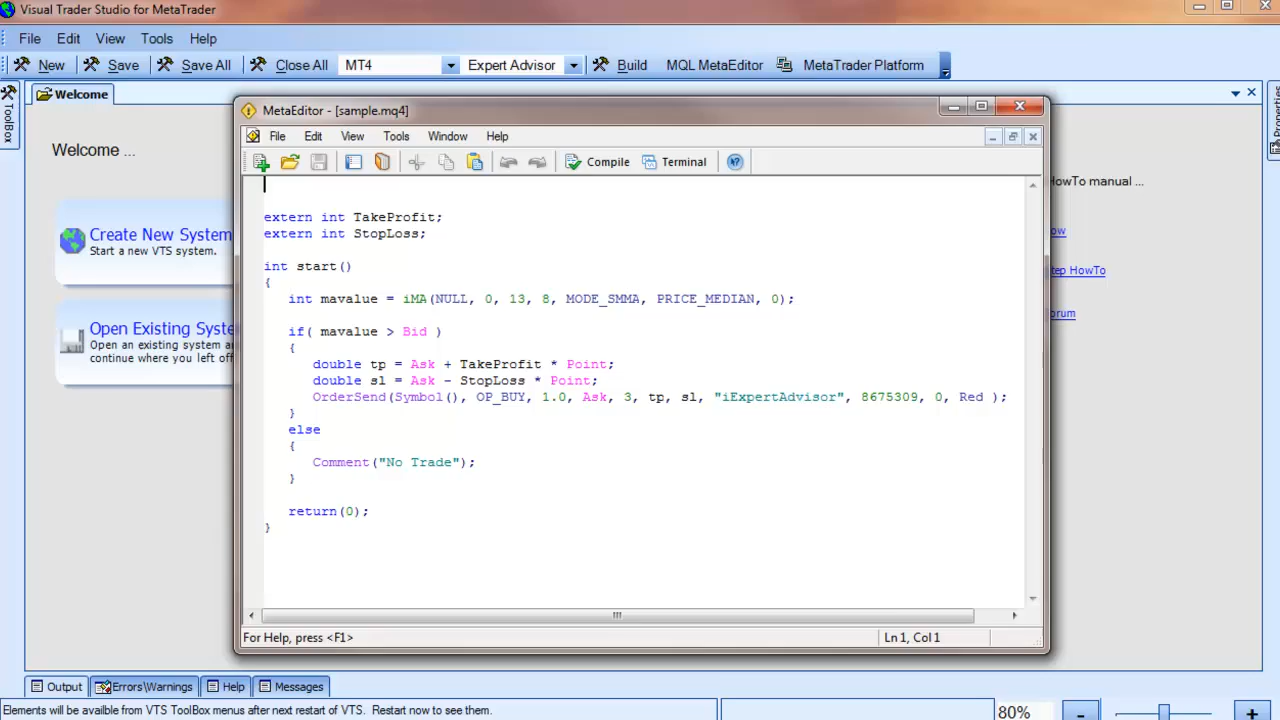 Visual Trader Studio for MetaTrader
File Edit View Tools Help
New Save Save All Close All MT4 Expert Advisor Build MQL MetaEditor MetaTrader Platform
ToolBox
Welcome
Properties
Welcome ...
HowTo manual ...
Create New System
Start a new VTS system.
Open Existing Syste
Open an existing system a
continue where you left off
ow
tep HowTo
orum
MetaEditor - [sample.mq4]
File Edit View Tools Window Help
Compile Terminal
extern int TakeProfit;
extern int StopLoss;
int start()
{
int mavalue = iMA(NULL, 0, 13, 8, MODE_SMMA, PRICE_MEDIAN, 0);
if( mavalue > Bid )
{
double tp = Ask + TakeProfit * Point;
double sl = Ask - StopLoss * Point;
OrderSend(Symbol(), OP_BUY, 1.0, Ask, 3, tp, sl, "iExpertAdvisor", 8675309, 0, Red );
}
else
{
Comment("No Trade");
}
return(0);
}
For Help, press <F1>
Ln 1, Col 1
Output Errors\Warnings Help Messages
Elements will be availble from VTS ToolBox menus after next restart of VTS. Restart now to see them.
80% - +